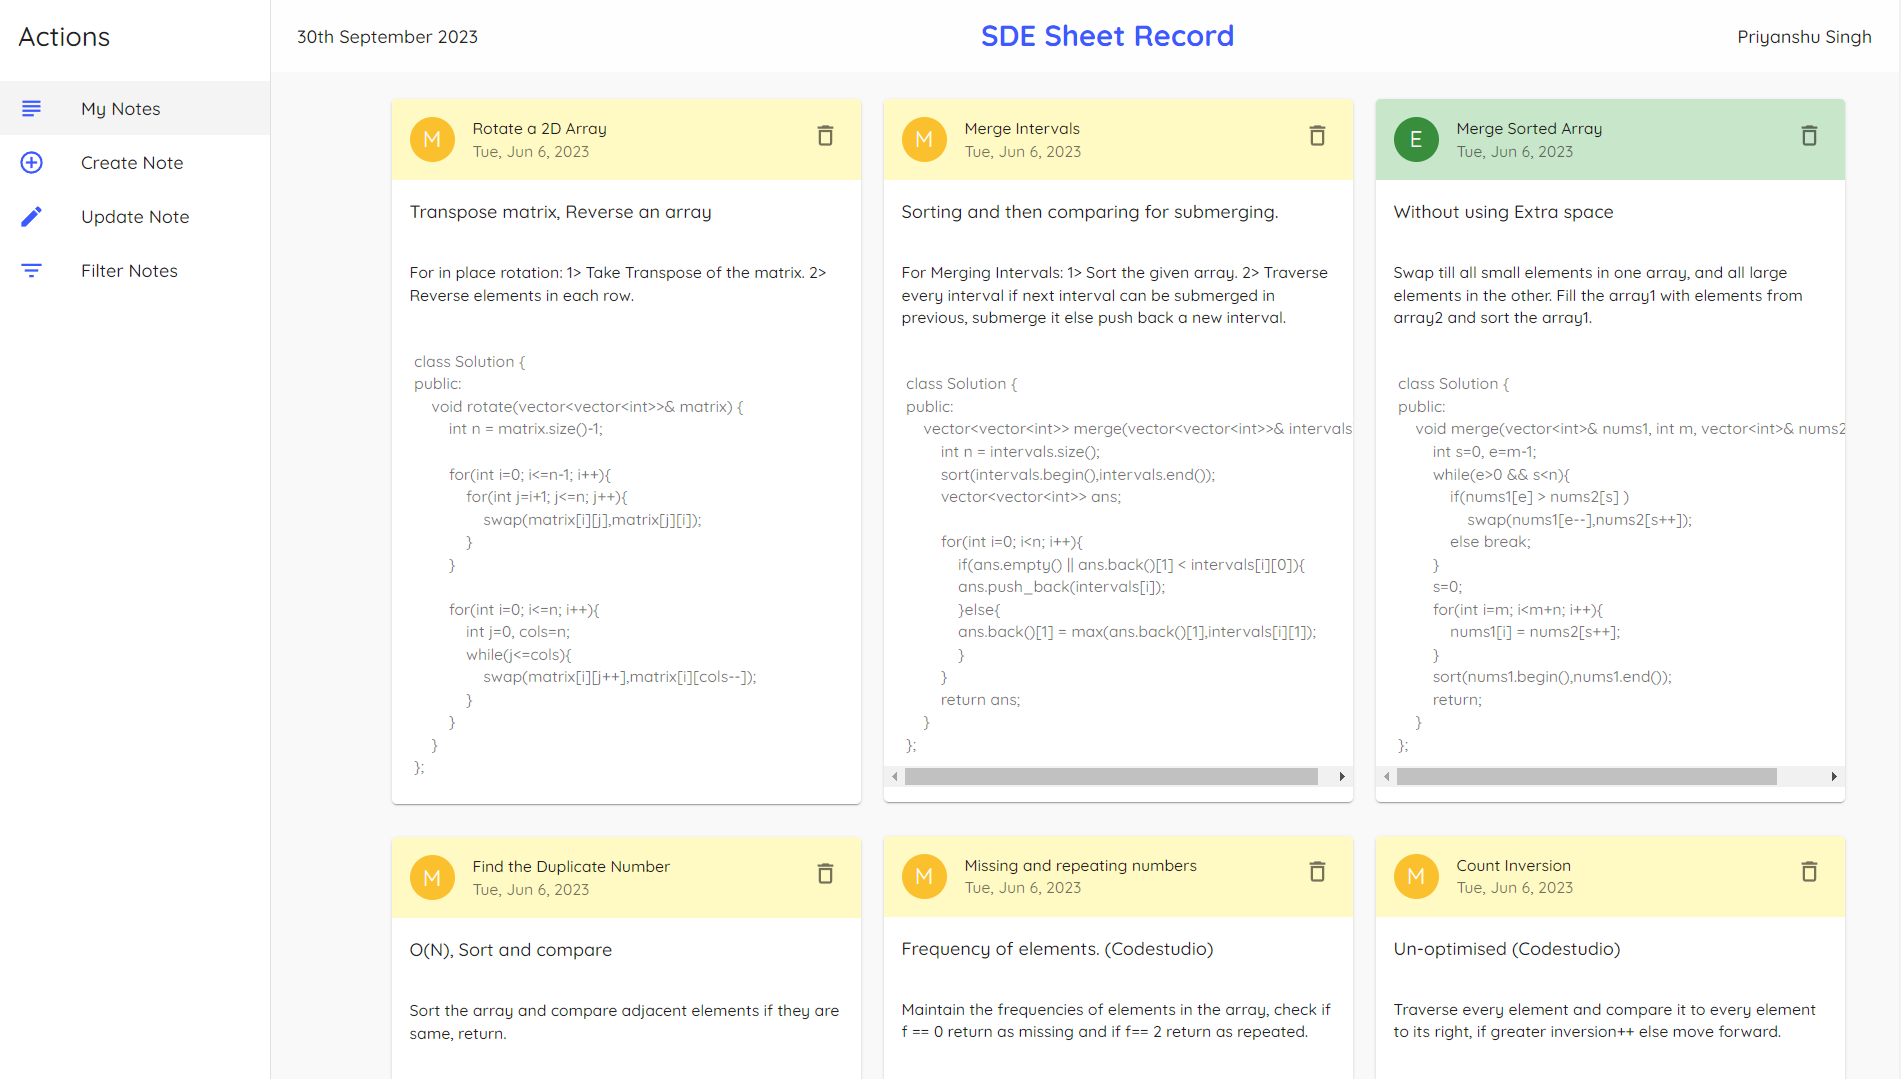 Actions
My Notes
Create Note
Update Note
Filter Notes
30th September 2023
SDE Sheet Record
Priyanshu Singh
M
Rotate a 2D Array
Tue, Jun 6, 2023
Transpose matrix, Reverse an array
For in place rotation: 1> Take Transpose of the matrix. 2>
Reverse elements in each row.
class Solution {
public:
void rotate(vector<vector<int>>& matrix) {
int n = matrix.size()-1;
for(int i=0; i<=n-1; i++){
for(int j=i+1; j<=n; j++){
swap(matrix[i][j],matrix[j][i]);
}
}
for(int i=0; i<=n; i++){
int j=0, cols=n;
while(j<=cols){
swap(matrix[i][j++],matrix[i][cols--]);
}
}
}
};
M
Merge Intervals
Tue, Jun 6, 2023
Sorting and then comparing for submerging.
For Merging Intervals: 1> Sort the given array. 2> Traverse
every interval if next interval can be submerged in
previous, submerge it else push back a new interval.
class Solution {
public:
vector<vector<int>> merge(vector<vector<int>>& intervals
int n = intervals.size();
sort(intervals.begin(),intervals.end());
vector<vector<int>> ans;
for(int i=0; i<n; i++){
if(ans.empty() || ans.back()[1] < intervals[i][0]){
ans.push_back(intervals[i]);
}else{
ans.back()[1] = max(ans.back()[1],intervals[i][1]);
}
}
return ans;
}
};
E
Merge Sorted Array
Tue, Jun 6, 2023
Without using Extra space
Swap till all small elements in one array, and all large
elements in the other. Fill the array1 with elements from
array2 and sort the array1.
class Solution {
public:
void merge(vector<int>& nums1, int m, vector<int>& nums2
int s=0, e=m-1;
while(e>0 && s<n){
if(nums1[e] > nums2[s] )
swap(nums1[e--],nums2[s++]);
else break;
}
s=0;
for(int i=m; i<m+n; i++){
nums1[i] = nums2[s++];
}
sort(nums1.begin(),nums1.end());
return;
}
};
M
Find the Duplicate Number
Tue, Jun 6, 2023
O(N), Sort and compare
Sort the array and compare adjacent elements if they are
same, return.
M
Missing and repeating numbers
Tue, Jun 6, 2023
Frequency of elements. (Codestudio)
Maintain the frequencies of elements in the array, check if
f == 0 return as missing and if f== 2 return as repeated.
M
Count Inversion
Tue, Jun 6, 2023
Un-optimised (Codestudio)
Traverse every element and compare it to every element
to its right, if greater inversion++ else move forward.